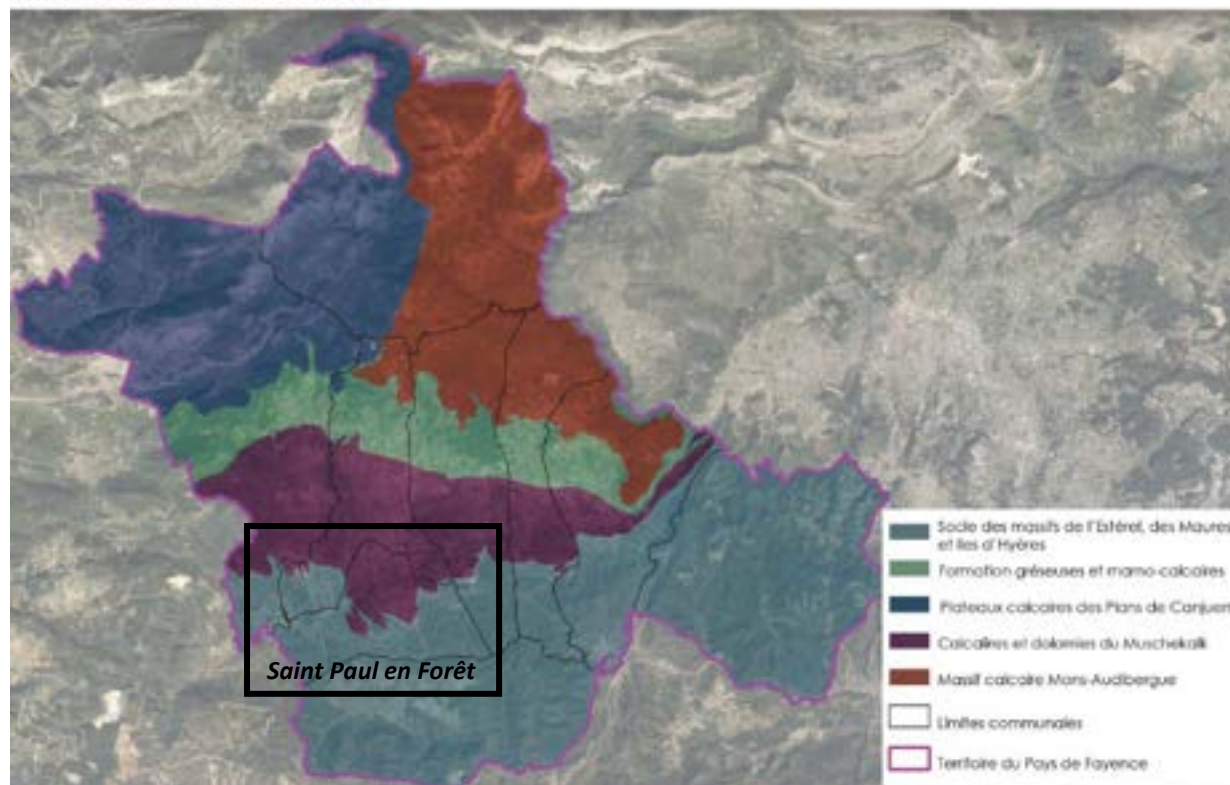 Saint Paul en Forêt
Socle des massifs de l'Estérel, des Maures
et Iles d'Hyères
Formation gréseuses et marno-calcaires
Plateaux calcaires des Plans de Canjuers
Calcaires et dolomies du Muschekalk
Massif calcaire Mons-Audibergue
Limites communales
Territoire du Pays de Fayence